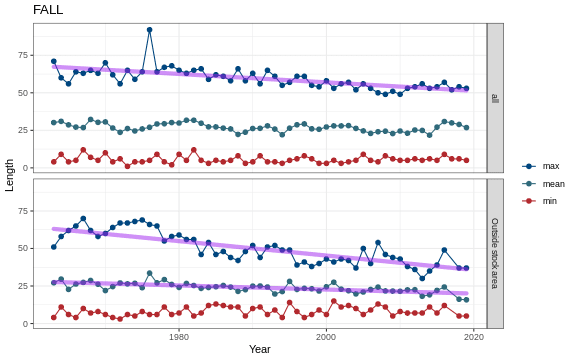 FALL
75
50
25
0
all
75
50
25
0
Outside stock area
1980
2000
2020
Year
Length
max
mean
min